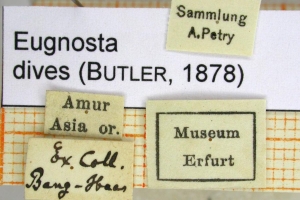 Sammlung
A.Petry
Eugnosta
dives (BUTLER, 1878)
Amur
Asia or.
Museum
Erfurt
Ex. Coll.
Bang-Haas